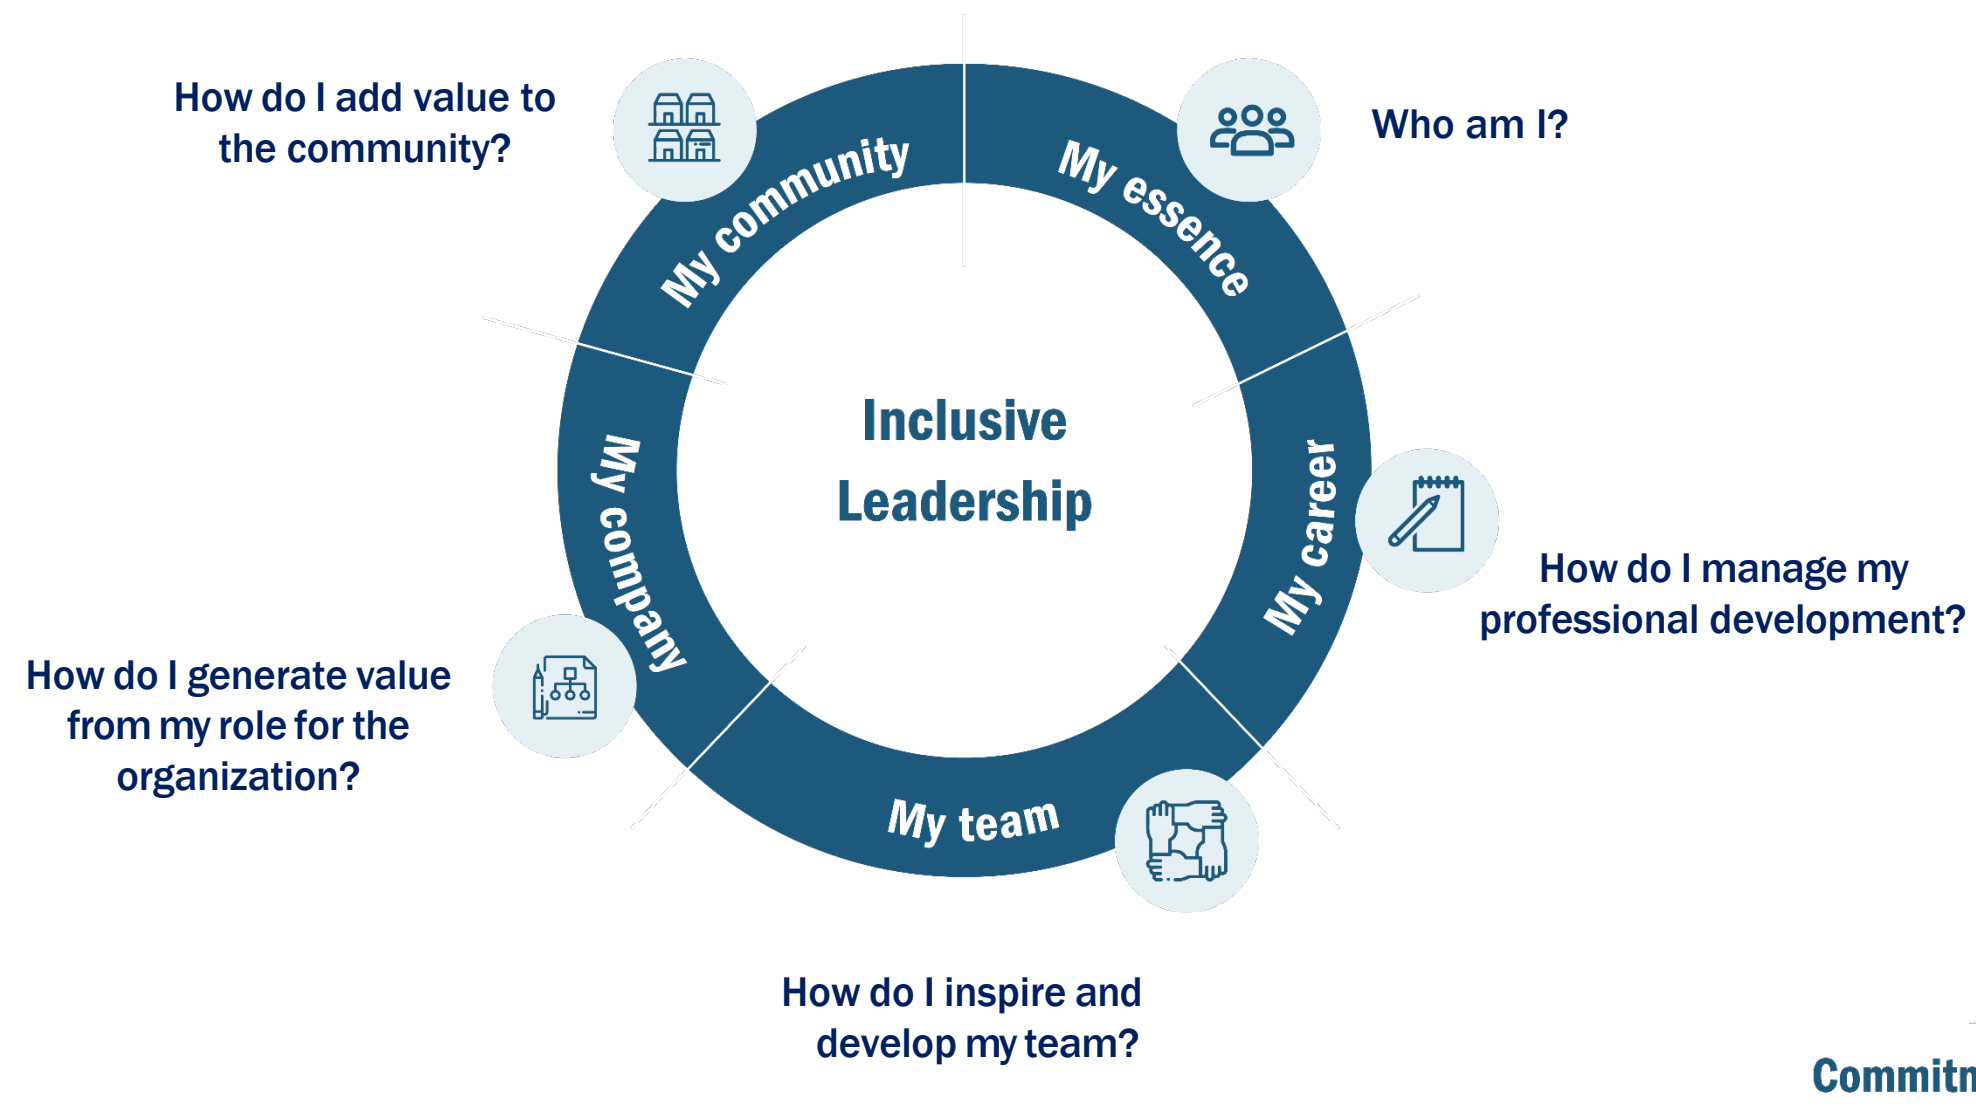 How do I add value to
the community?
Who am I?
My community
My essence
Inclusive
Leadership
My company
My career
How do I manage my
professional development?
How do I generate value
from my role for the
organization?
My team
How do I inspire and
develop my team?